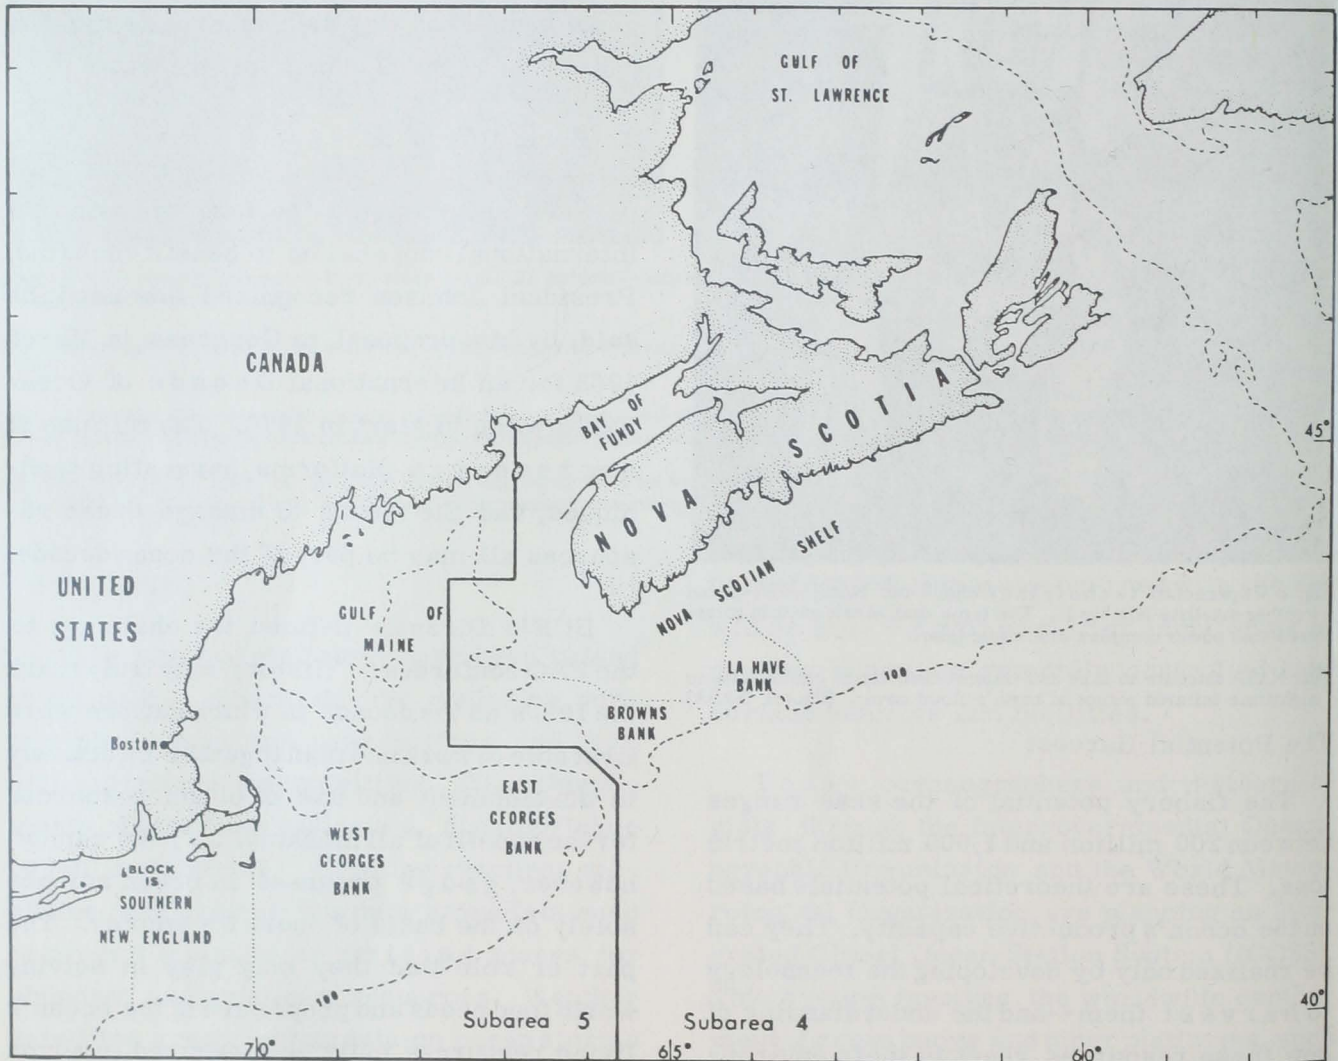 GULF OF
ST. LAWRENCE
CANADA
BAY OF
FUNDY
NOVA SCOTIA
45°
NOVA SCOTIAN SHELF
UNITED
STATES
GULF OF
MAINE
LA HAVE
BANK
100
BROWNS
BANK
Boston
EAST
GEORGES
BANK
WEST
GEORGES
BANK
BLOCK
IS.
SOUTHERN
NEW ENGLAND
100
Subarea 5
Subarea 4
40°
70°
65°
60°